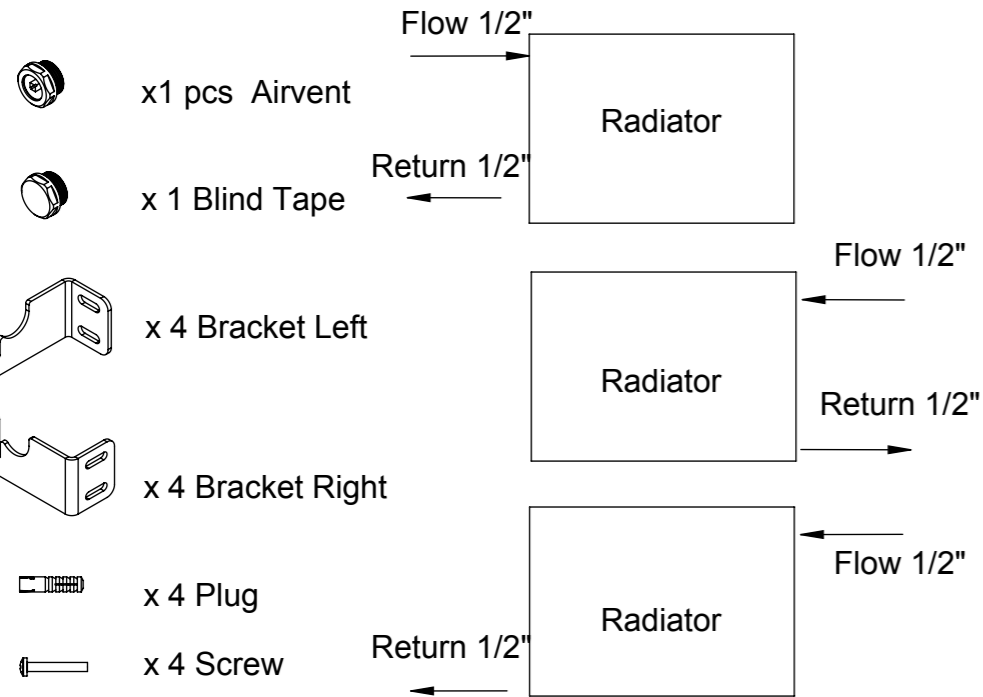 x1 pcs Airvent
x 1 Blind Tape
x 4 Bracket Left
x 4 Bracket Right
x 4 Plug
x 4 Screw
Flow 1/2"
Radiator
Return 1/2"
Flow 1/2"
Radiator
Return 1/2"
Flow 1/2"
Radiator
Return 1/2"